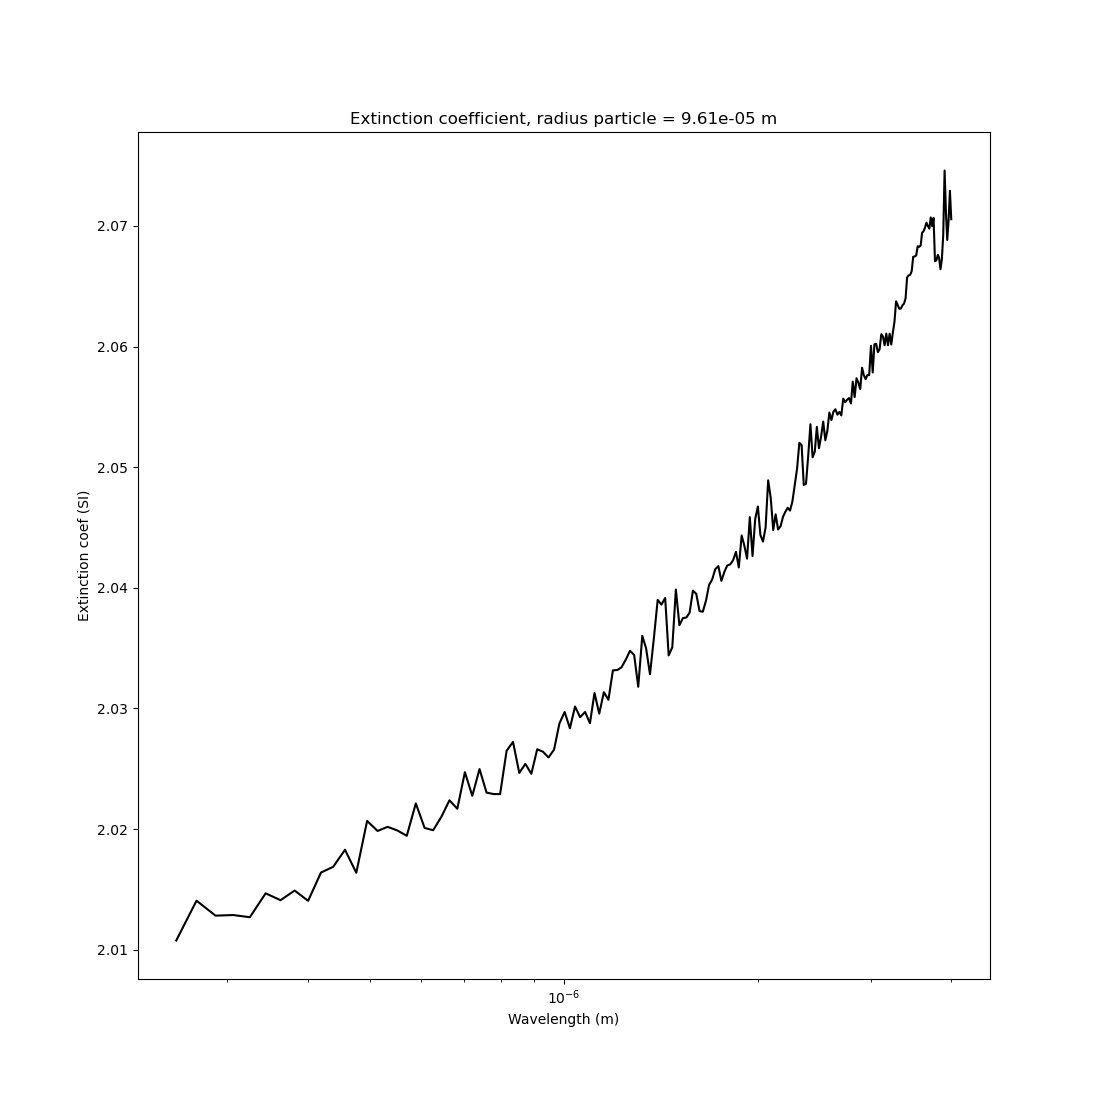 Extinction coefficient, radius particle = 9.61e-05 m
2.07
2.06
2.05
2.04
2.03
2.02
2.01
Extinction coef (SI)
10⁻⁶
Wavelength (m)